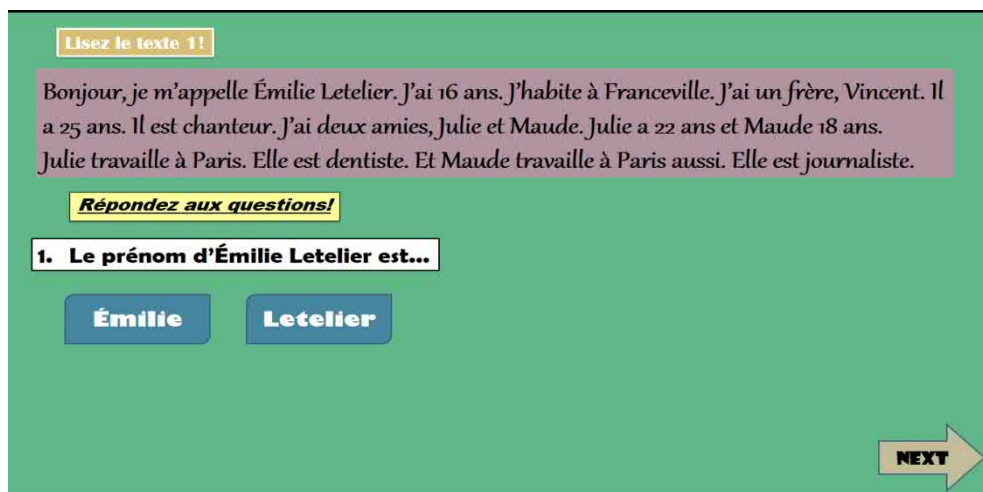 Lisez le texte 1!
Bonjour, je m'appelle Émilie Letelier. J'ai 16 ans. J'habite à Franceville. J'ai un frère, Vincent. Il
a 25 ans. Il est chanteur. J'ai deux amies, Julie et Maude. Julie a 22 ans et Maude 18 ans.
Julie travaille à Paris. Elle est dentiste. Et Maude travaille à Paris aussi. Elle est journaliste.
Répondez aux questions!
1. Le prénom d'Émilie Letelier est...
Émilie Letelier
NEXT